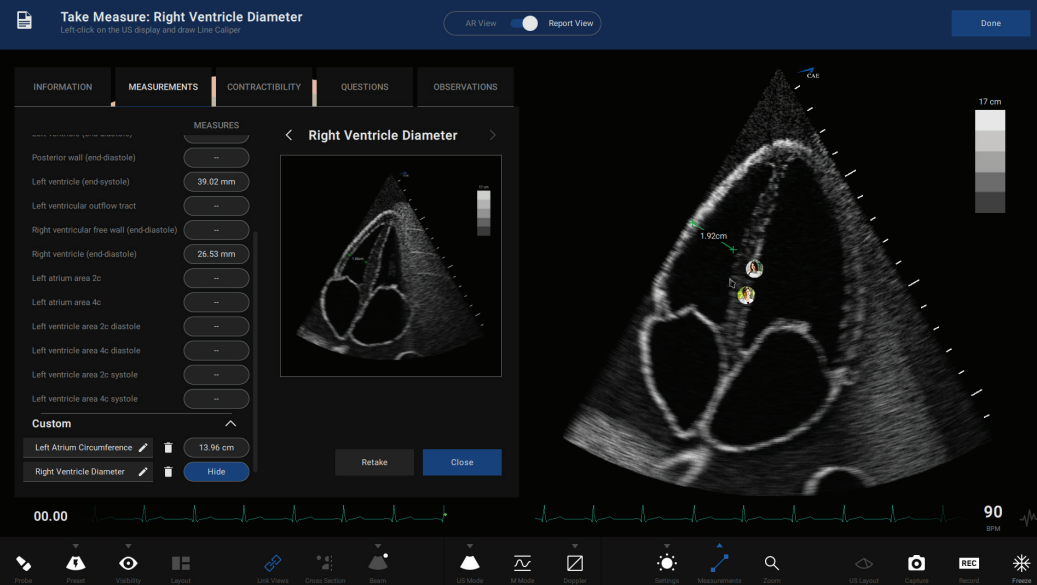 Take Measure: Right Ventricle Diameter
Left-click on the US display and draw Line Caliper
AR View
Report View
Done
INFORMATION
MEASUREMENTS
CONTRACTIBILITY
QUESTIONS
OBSERVATIONS
MEASURES
Posterior wall (end-diastole)
--
Left ventricle (end-systole)
39.02 mm
Left ventricular outflow tract
--
Right ventricular free wall (end-diastole)
--
Right ventricle (end-diastole)
26.53 mm
Left atrium area 2c
--
Left atrium area 4c
--
Left ventricle area 2c diastole
--
Left ventricle area 4c diastole
--
Left ventricle area 2c systole
--
Left ventricle area 4c systole
--
Custom
Left Atrium Circumference
13.96 cm
Right Ventricle Diameter
Hide
Right Ventricle Diameter
Retake
Close
CAE
17 cm
1.92cm
00.00
90
BPM
Probe
Preset
Visibility
Layout
Link Views
Cross Section
Beam
US Mode
M Mode
Doppler
Settings
Measurements
Zoom
US Layout
Capture
REC
Record
Freeze